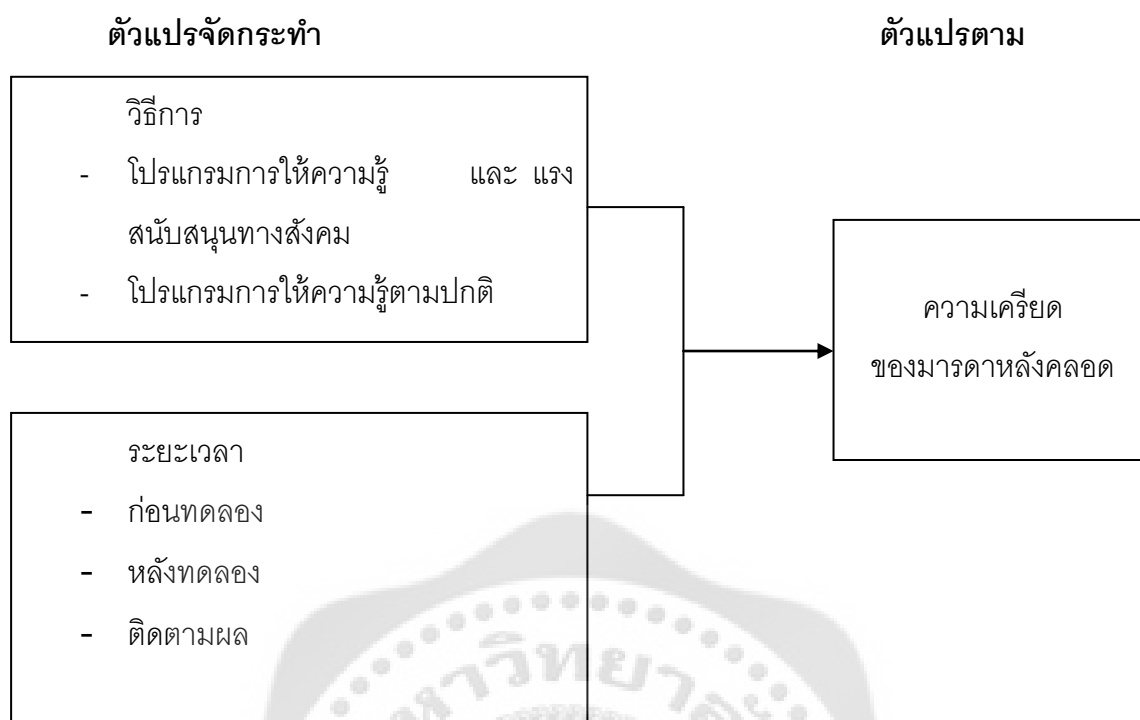 ตัวแปรจัดกระทำ
ตัวแปรตาม
วิธีการ
- โปรแกรมการให้ความรู้ และ แรง
สนับสนุนทางสังคม
- โปรแกรมการให้ความรู้ตามปกติ
ความเครียด
ของมารดาหลังคลอด
ระยะเวลา
- ก่อนทดลอง
- หลังทดลอง
- ติดตามผล